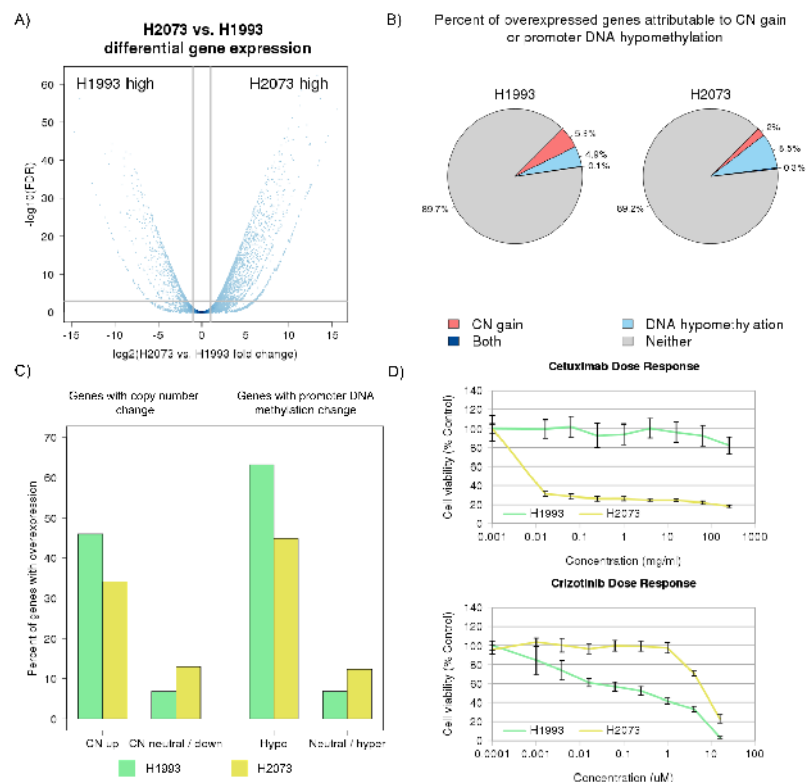 A)
H2073 vs. H1993
differential gene expression
H1993 high
H2073 high
60
50
40
30
20
10
0
-log10(FDR)
-15 -10 -5 0 5 10 15
log2(H2073 vs. H1993 fold change)
B)
Percent of overexpressed genes attributable to CN gain
or promoter DNA hypomethylation
H1993
4.9%
0.1%
89.7%
H2073
2%
0.3%
CN gain
DNA hypomethylation
Both
Neither
C)
Genes with copy number
change
Genes with promoter DNA
methylation change
70
60
50
40
30
20
10
0
Percent of genes with overexpression
CN up
CN neutral / down
Hypo
Neutral / hyper
H1993
H2073
D)
Cetuximab Dose Response
140
120
100
80
60
40
20
0
Cell viability (% Control)
H1993
H2073
0.001 0.01 0.1 1 10 100 1000
Concentration (mg/ml)
Crizotinib Dose Response
140
120
100
80
60
40
20
0
Cell viability (% Control)
H1993
H2073
0.0001 0.001 0.01 0.1 1 10 100
Concentration (uM)